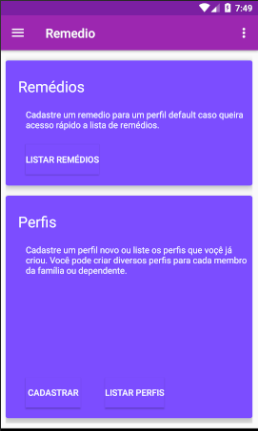 7:49
Remedio
Remédios
Cadastre um remedio para um perfil default caso queira
acesso rápido a lista de remédios.
LISTAR REMÉDIOS
Perfis
Cadastre um perfil novo ou liste os perfis que voçê já
criou. Você pode criar diversos perfis para cada membro
da família ou dependente.
CADASTRAR LISTAR PERFIS